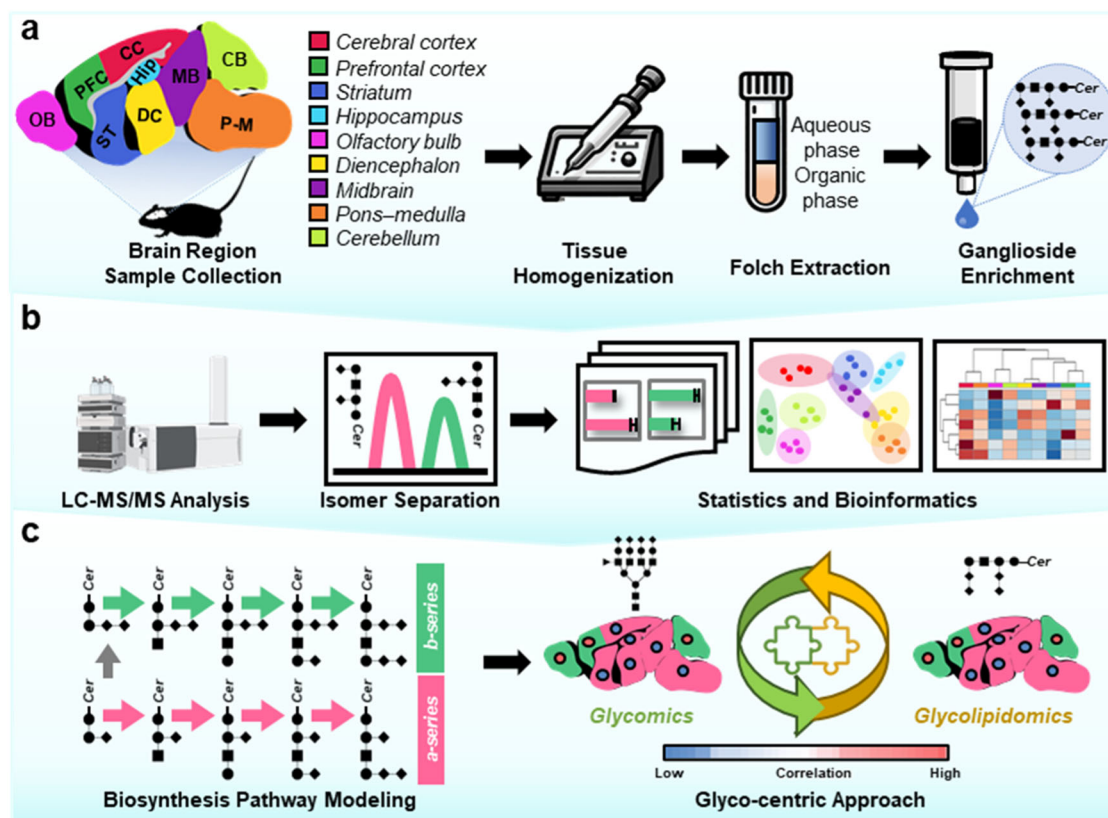 a
CC
PFC
Hip
MB
CB
OB
ST
DC
P-M
Cerebral cortex
Prefrontal cortex
Striatum
Hippocampus
Olfactory bulb
Diencephalon
Midbrain
Pons–medulla
Cerebellum
Aqueous
phase
Organic
phase
Cer
Cer
Cer
Brain Region
Sample Collection
Tissue
Homogenization
Folch Extraction
Ganglioside
Enrichment
b
Cer
Cer
LC-MS/MS Analysis
Isomer Separation
Statistics and Bioinformatics
c
Cer
Cer
Cer
Cer
Cer
b-series
Cer
Cer
Cer
Cer
Cer
a-series
Biosynthesis Pathway Modeling
Cer
Glycomics
Glycolipidomics
Low
Correlation
High
Glyco-centric Approach